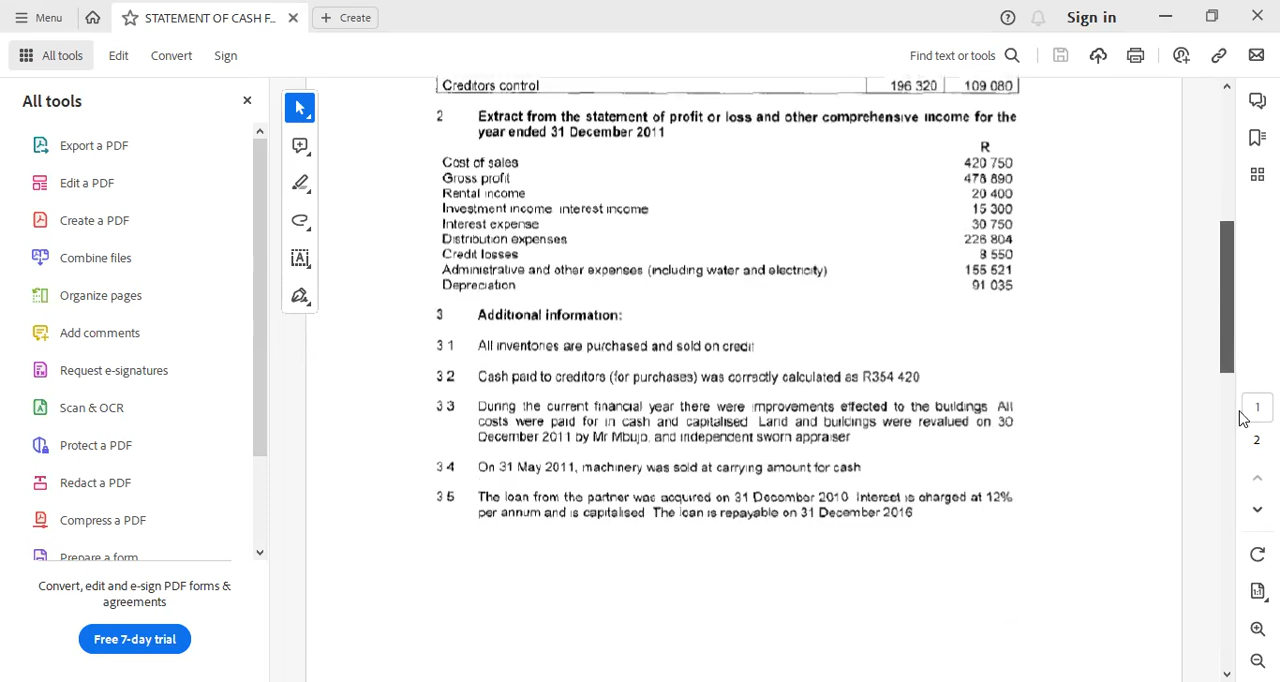 Menu
STATEMENT OF CASH F...
Create
Sign in
All tools
Edit
Convert
Sign
Find text or tools
All tools
Export a PDF
Edit a PDF
Create a PDF
Combine files
Organize pages
Add comments
Request e-signatures
Scan & OCR
Protect a PDF
Redact a PDF
Compress a PDF
Prepare a form
Convert, edit and e-sign PDF forms &
agreements
Free 7-day trial
Creditors control 196 320 109 080
2 Extract from the statement of profit or loss and other comprehensive income for the
year ended 31 December 2011
R
Cost of sales 420 750
Gross profit 478 890
Rental income 20 400
Investment income interest income 15 300
Interest expense 30 750
Distribution expenses 226 804
Credit losses 8 550
Administrative and other expenses (including water and electricity) 155 521
Depreciation 91 035
3 Additional information:
3 1 All inventories are purchased and sold on credit
3 2 Cash paid to creditors (for purchases) was correctly calculated as R354 420
3 3 During the current financial year there were improvements effected to the buildings All
costs were paid for in cash and capitalised Land and buildings were revalued on 30
December 2011 by Mr Mbujo, and independent sworn appraiser
3 4 On 31 May 2011, machinery was sold at carrying amount for cash
3 5 The loan from the partner was acquired on 31 December 2010 Interest is charged at 12%
per annum and is capitalised The loan is repayable on 31 December 2016
1
2